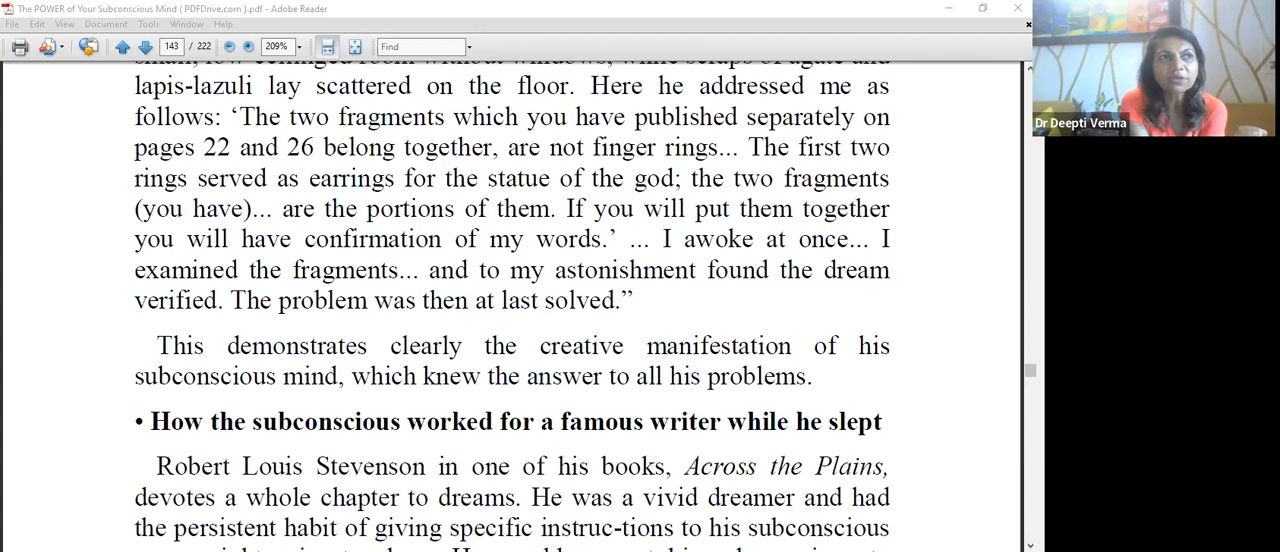 The POWER of Your Subconscious Mind ( PDFDrive.com ).pdf - Adobe Reader
File Edit View Document Tools Window Help
143 / 222 209% Find
lapis-lazuli lay scattered on the floor. Here he addressed me as
follows: ‘The two fragments which you have published separately on
pages 22 and 26 belong together, are not finger rings... The first two
rings served as earrings for the statue of the god; the two fragments
(you have)... are the portions of them. If you will put them together
you will have confirmation of my words.’ ... I awoke at once... I
examined the fragments... and to my astonishment found the dream
verified. The problem was then at last solved.”
This demonstrates clearly the creative manifestation of his
subconscious mind, which knew the answer to all his problems.
• How the subconscious worked for a famous writer while he slept
Robert Louis Stevenson in one of his books, Across the Plains,
devotes a whole chapter to dreams. He was a vivid dreamer and had
the persistent habit of giving specific instruc-tions to his subconscious
Dr Deepti Verma